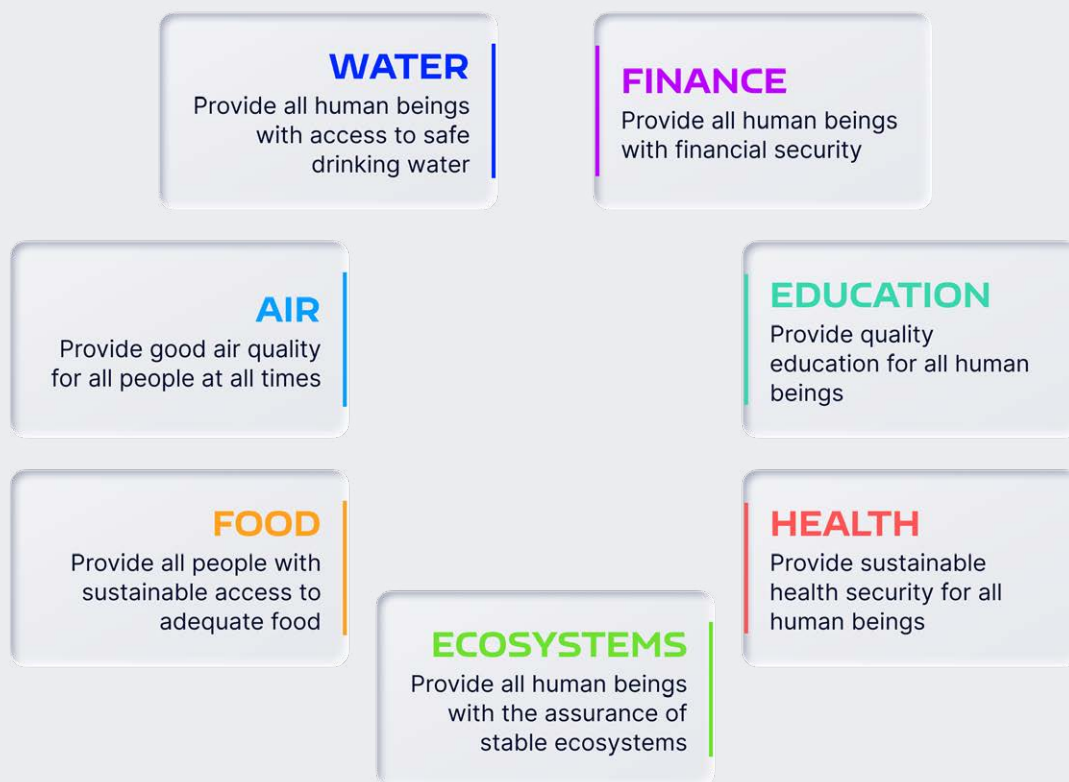 WATER
Provide all human beings
with access to safe
drinking water
FINANCE
Provide all human beings
with financial security
AIR
Provide good air quality
for all people at all times
EDUCATION
Provide quality
education for all human
beings
FOOD
Provide all people with
sustainable access to
adequate food
HEALTH
Provide sustainable
health security for all
human beings
ECOSYSTEMS
Provide all human beings
with the assurance of
stable ecosystems